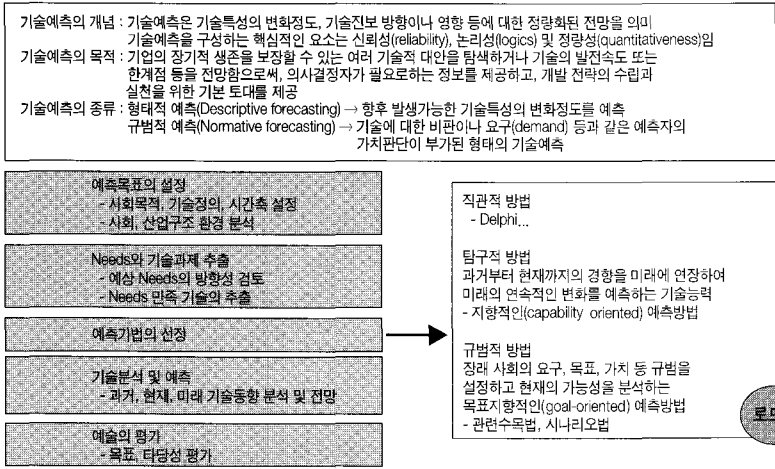 기술예측의 개념 : 기술예측은 기술특성의 변화정도, 기술진보 방향이나 영향 등에 대한 정량화된 전망을 의미
기술예측을 구성하는 핵심적인 요소는 신뢰성(reliability), 논리성(logics) 및 정량성(quantitativeness)임
기술예측의 목적 : 기업의 장기적 생존을 보장할 수 있는 여러 기술적 대안을 탐색하거나 기술의 발전속도 또는
한계점 등을 전망함으로써, 의사결정자가 필요로하는 정보를 제공하고, 개발 전략의 수립과
실천을 위한 기본 토대를 제공
기술예측의 종류 : 형태적 예측(Descriptive forecasting) → 향후 발생가능한 기술특성의 변화정도를 예측
규범적 예측(Normative forecasting) → 기술에 대한 비판이나 요구(demand) 등과 같은 예측자의
가치판단이 부가된 형태의 기술예측
예측목표의 설정
- 사회목적, 기술정의, 시간축 설정
- 사회, 산업구조 환경 분석
Needs와 기술과제 추출
- 예상 Needs의 방향성 검토
- Needs 만족 기술의 추출
예측기법의 선정
기술분석 및 예측
- 과거, 현재, 미래 기술동향 분석 및 전망
예술의 평가
- 목표, 타당성 평가
직관적 방법
- Delphi...
탐구적 방법
과거부터 현재까지의 경향을 미래에 연장하여
미래의 연속적인 변화를 예측하는 기술능력
- 지향적인(capability oriented) 예측방법
규범적 방법
장래 사회의 요구, 목표, 가치 등 규범을
설정하고 현재의 가능성을 분석하는
목표지향적인(goal-oriented) 예측방법
- 관련수목법, 시나리오법